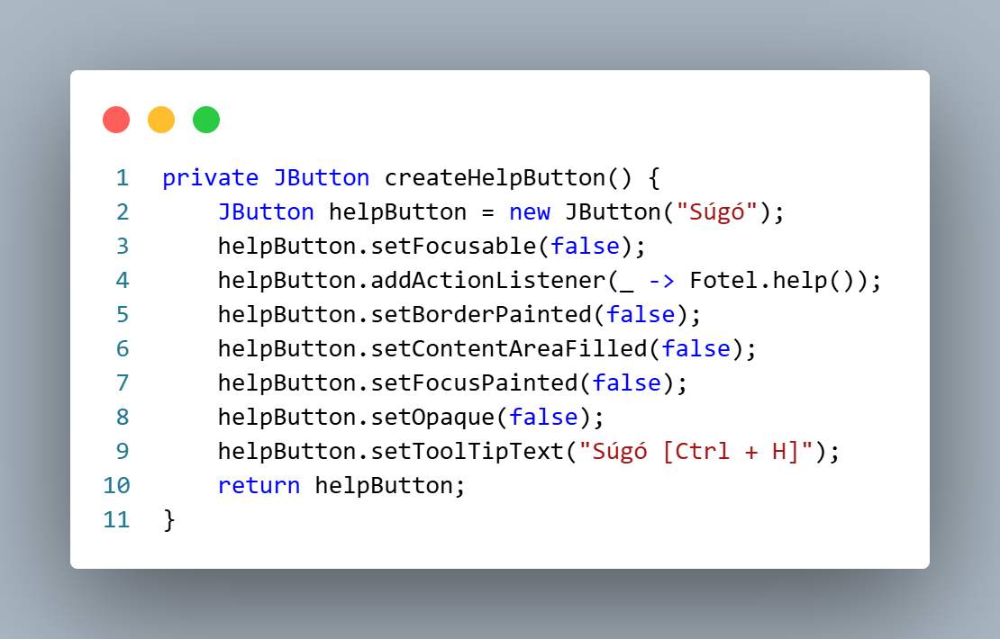 1 private JButton createHelpButton() {
2     JButton helpButton = new JButton("Súgó");
3     helpButton.setFocusable(false);
4     helpButton.addActionListener(_ -> Fotel.help());
5     helpButton.setBorderPainted(false);
6     helpButton.setContentAreaFilled(false);
7     helpButton.setFocusPainted(false);
8     helpButton.setOpaque(false);
9     helpButton.setToolTipText("Súgó [Ctrl + H]");
10     return helpButton;
11 }